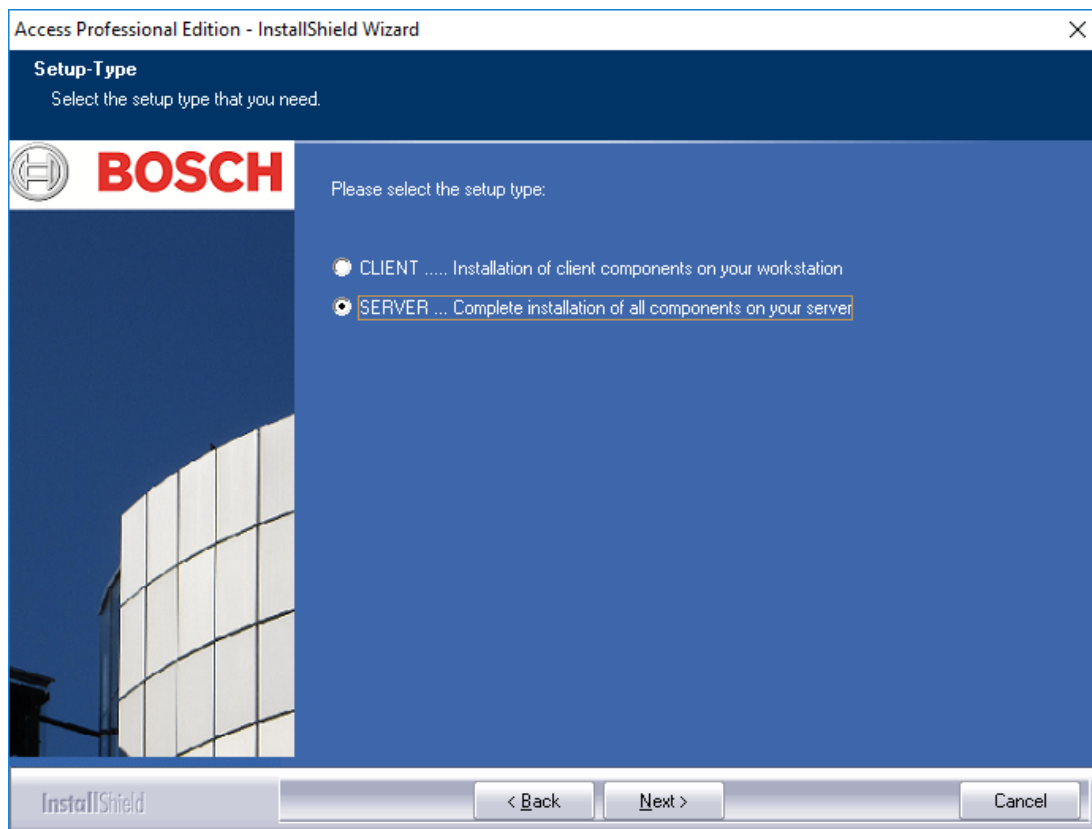 Access Professional Edition - InstallShield Wizard
Setup-Type
Select the setup type that you need.
BOSCH
Please select the setup type:
CLIENT ..... Installation of client components on your workstation
SERVER ... Complete installation of all components on your server
InstallShield
< Back
Next >
Cancel